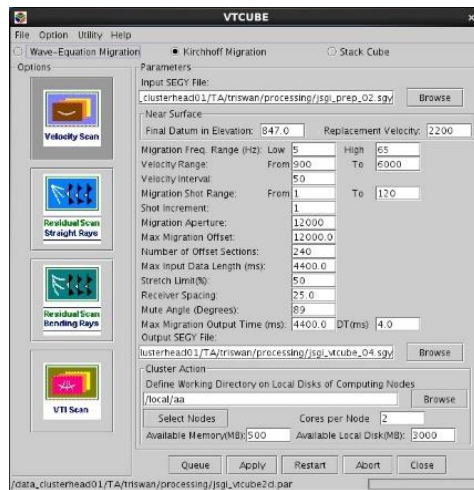 VTCUBE
File Option Utility Help
Wave-Equation Migration Kirchhoff Migration Stack Cube
Options
Velocity Scan
Residual Scan
Straight Rays
Residual Scan
Bending Rays
VTI Scan
Parameters
Input SEGY File:
_clusterhead01/TA/triswan/processing/jsgi_prep_02.sgy Browse
Near Surface
Final Datum in Elevation: 847.0 Replacement Velocity: 2200
Migration Freq. Range (Hz): Low 5 High 65
Velocity Range: From 900 To 6000
Velocity Interval: 50
Migration Shot Range: From 1 To 120
Shot Increment: 1
Migration Aperture: 12000
Max Migration Offset: 12000.0
Number of Offset Sections: 240
Max Input Data Length (ms): 4400.0
Stretch Limit(%): 50
Receiver Spacing: 25.0
Mute Angle (Degrees): 89
Max Migration Output Time (ms): 4400.0 DT(ms) 4.0
Output SEGY File:
lusterhead01/TA/triswan/processing/jsgi_vtcube_04.sgy Browse
Cluster Action
Define Working Directory on Local Disks of Computing Nodes
/local/aa Browse
Select Nodes Cores per Node 2
Available Memory(MB): 500 Available Local Disk(MB): 3000
Queue Apply Restart Abort Close
/data_clusterhead01/TA/triswan/processing/jsgi_vtcube2d.par